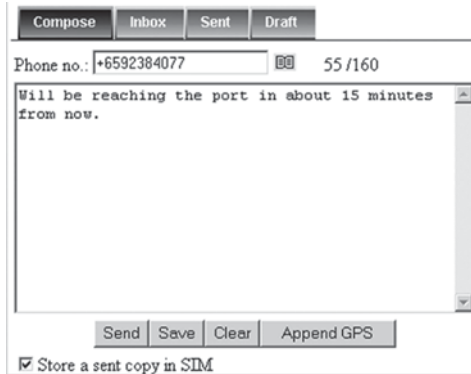 Compose Inbox Sent Draft
Phone no.: +6592384077 55 /160
Will be reaching the port in about 15 minutes
from now.
Send Save Clear Append GPS
Store a sent copy in SIM